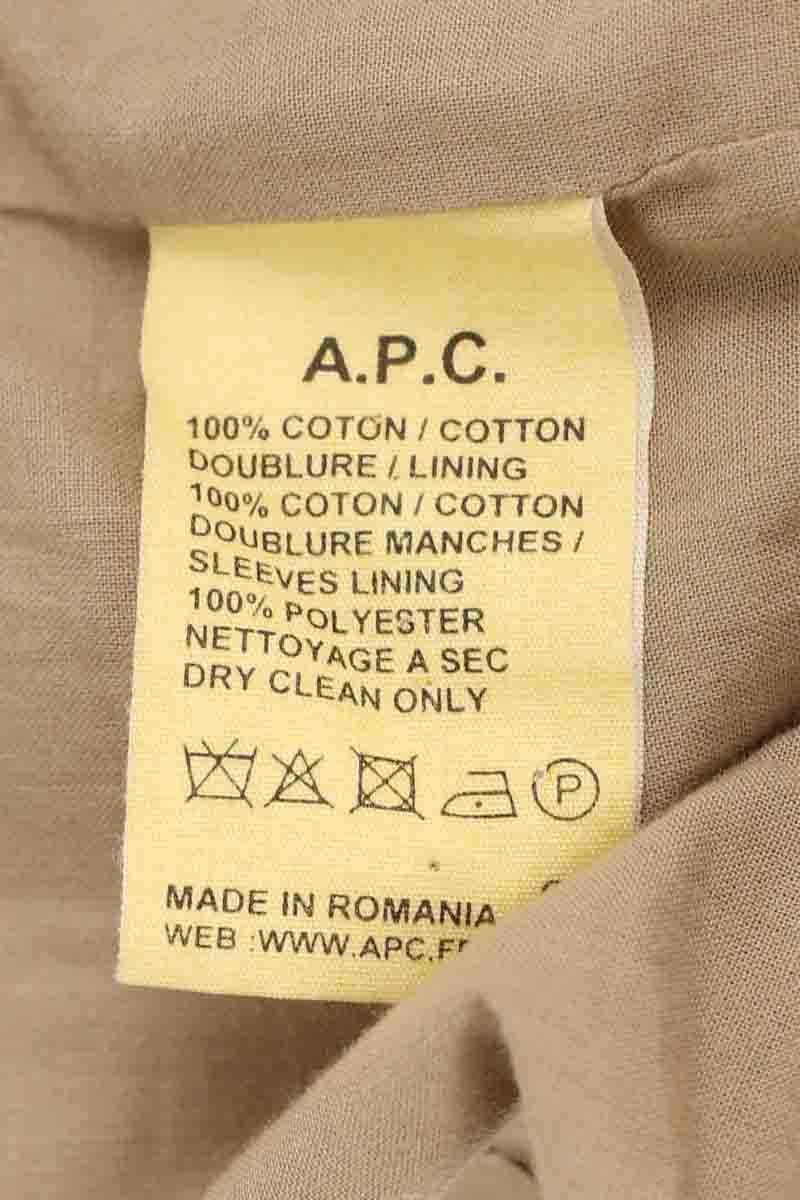 A.P.C.
100% COTON / COTTON
DOUBLURE / LINING
100% COTON / COTTON
DOUBLURE MANCHES /
SLEEVES LINING
100% POLYESTER
NETTOYAGE A SEC
DRY CLEAN ONLY
P
MADE IN ROMANIA
WEB :WWW.APC.F